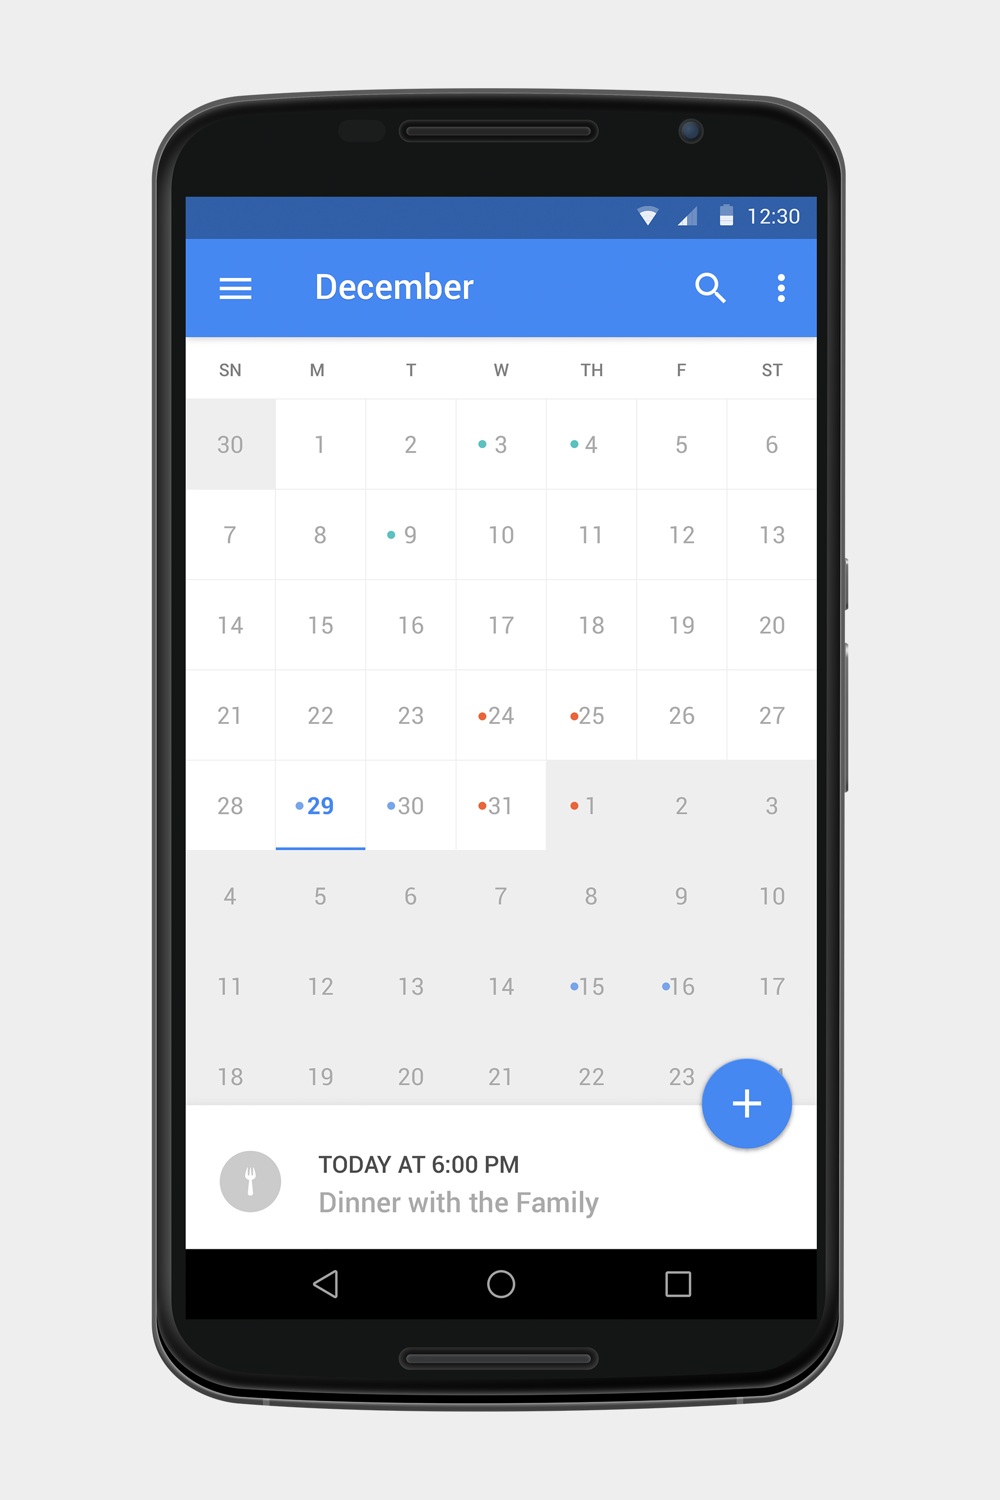 12:30
December
SN M T W TH F ST
30 1 2 3 4 5 6
7 8 9 10 11 12 13
14 15 16 17 18 19 20
21 22 23 24 25 26 27
28 29 30 31 1 2 3
4 5 6 7 8 9 10
11 12 13 14 15 16 17
18 19 20 21 22 23
TODAY AT 6:00 PM
Dinner with the Family